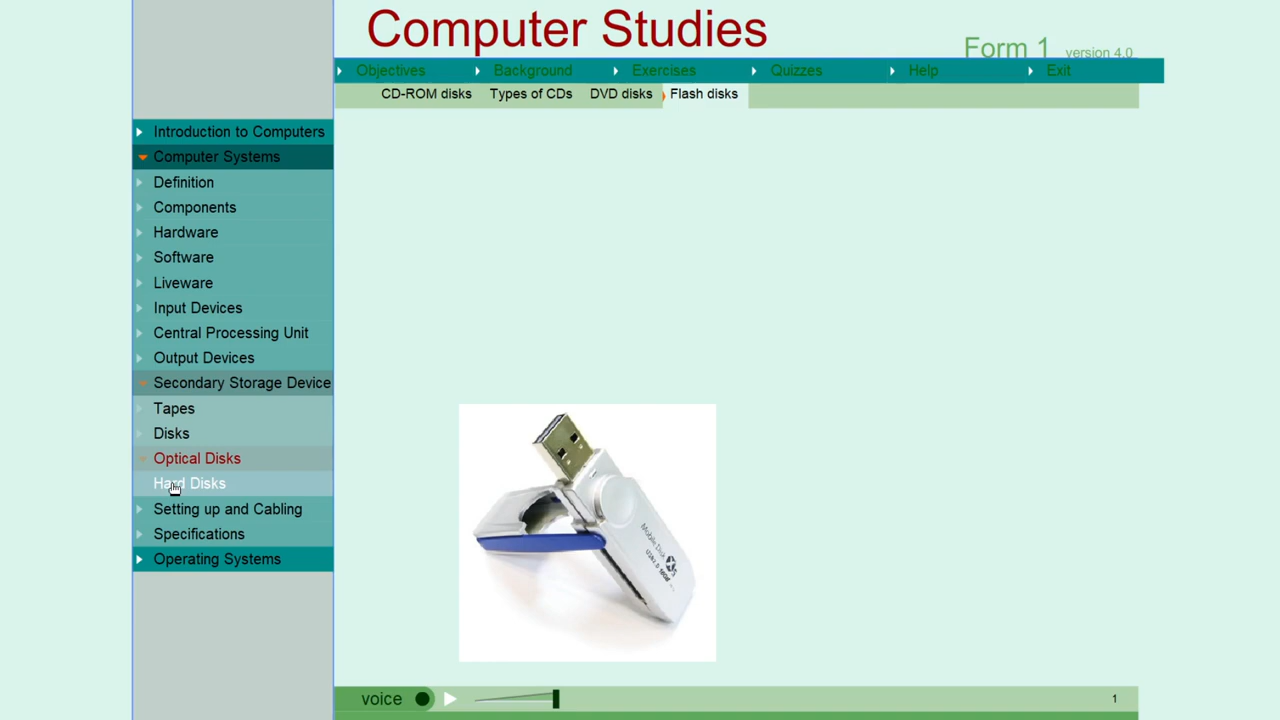 Computer Studies
Form 1 version 4.0
Objectives Background Exercises Quizzes Help Exit
CD-ROM disks Types of CDs DVD disks Flash disks
Introduction to Computers
Computer Systems
Definition
Components
Hardware
Software
Liveware
Input Devices
Central Processing Unit
Output Devices
Secondary Storage Device
Tapes
Disks
Optical Disks
Hard Disks
Setting up and Cabling
Specifications
Operating Systems
Mobile Disk
voice
1